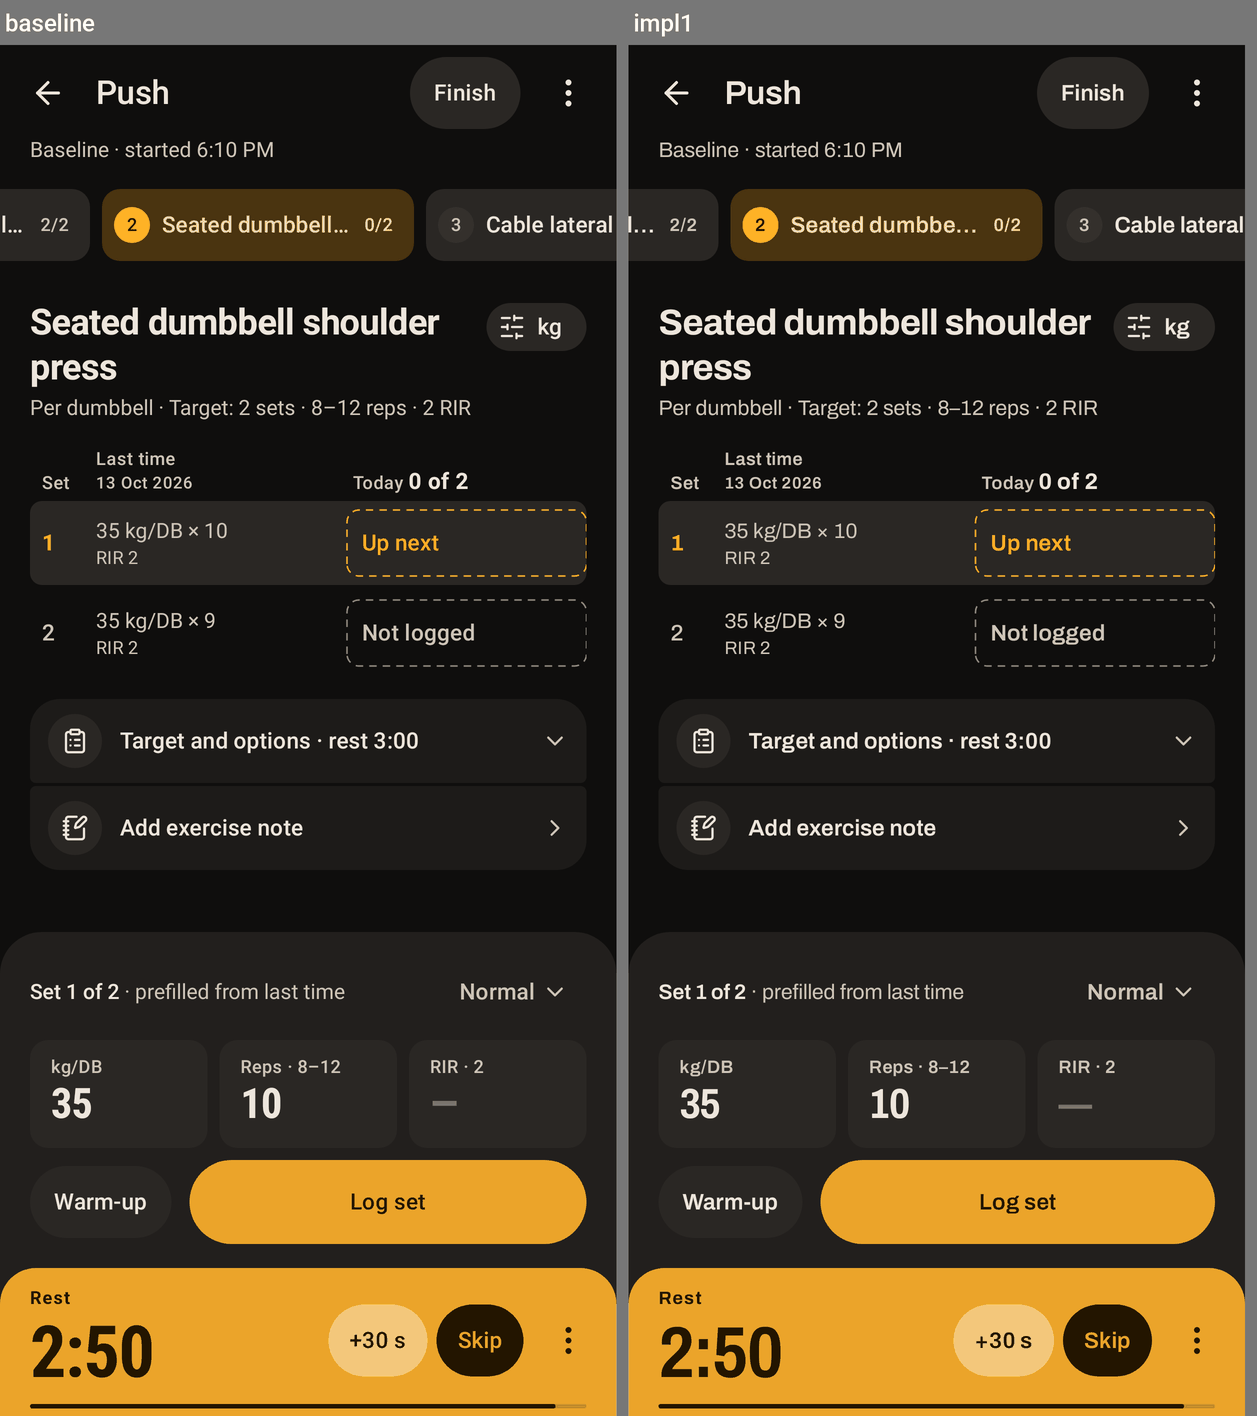 baseline
Push
Finish
Baseline · started 6:10 PM
l... 2/2
2 Seated dumbbell... 0/2
3 Cable lateral
Seated dumbbell shoulder
press
kg
Per dumbbell · Target: 2 sets · 8–12 reps · 2 RIR
Set
Last time
13 Oct 2026
Today 0 of 2
1
35 kg/DB × 10
RIR 2
Up next
2
35 kg/DB × 9
RIR 2
Not logged
Target and options · rest 3:00
Add exercise note
Set 1 of 2 · prefilled from last time
Normal
kg/DB
35
Reps · 8–12
10
RIR · 2
—
Warm-up
Log set
Rest
2:50
+30 s
Skip
impl1
Push
Finish
Baseline · started 6:10 PM
l... 2/2
2 Seated dumbbe... 0/2
3 Cable lateral
Seated dumbbell shoulder
press
kg
Per dumbbell · Target: 2 sets · 8–12 reps · 2 RIR
Set
Last time
13 Oct 2026
Today 0 of 2
1
35 kg/DB × 10
RIR 2
Up next
2
35 kg/DB × 9
RIR 2
Not logged
Target and options · rest 3:00
Add exercise note
Set 1 of 2 · prefilled from last time
Normal
kg/DB
35
Reps · 8–12
10
RIR · 2
—
Warm-up
Log set
Rest
2:50
+30 s
Skip